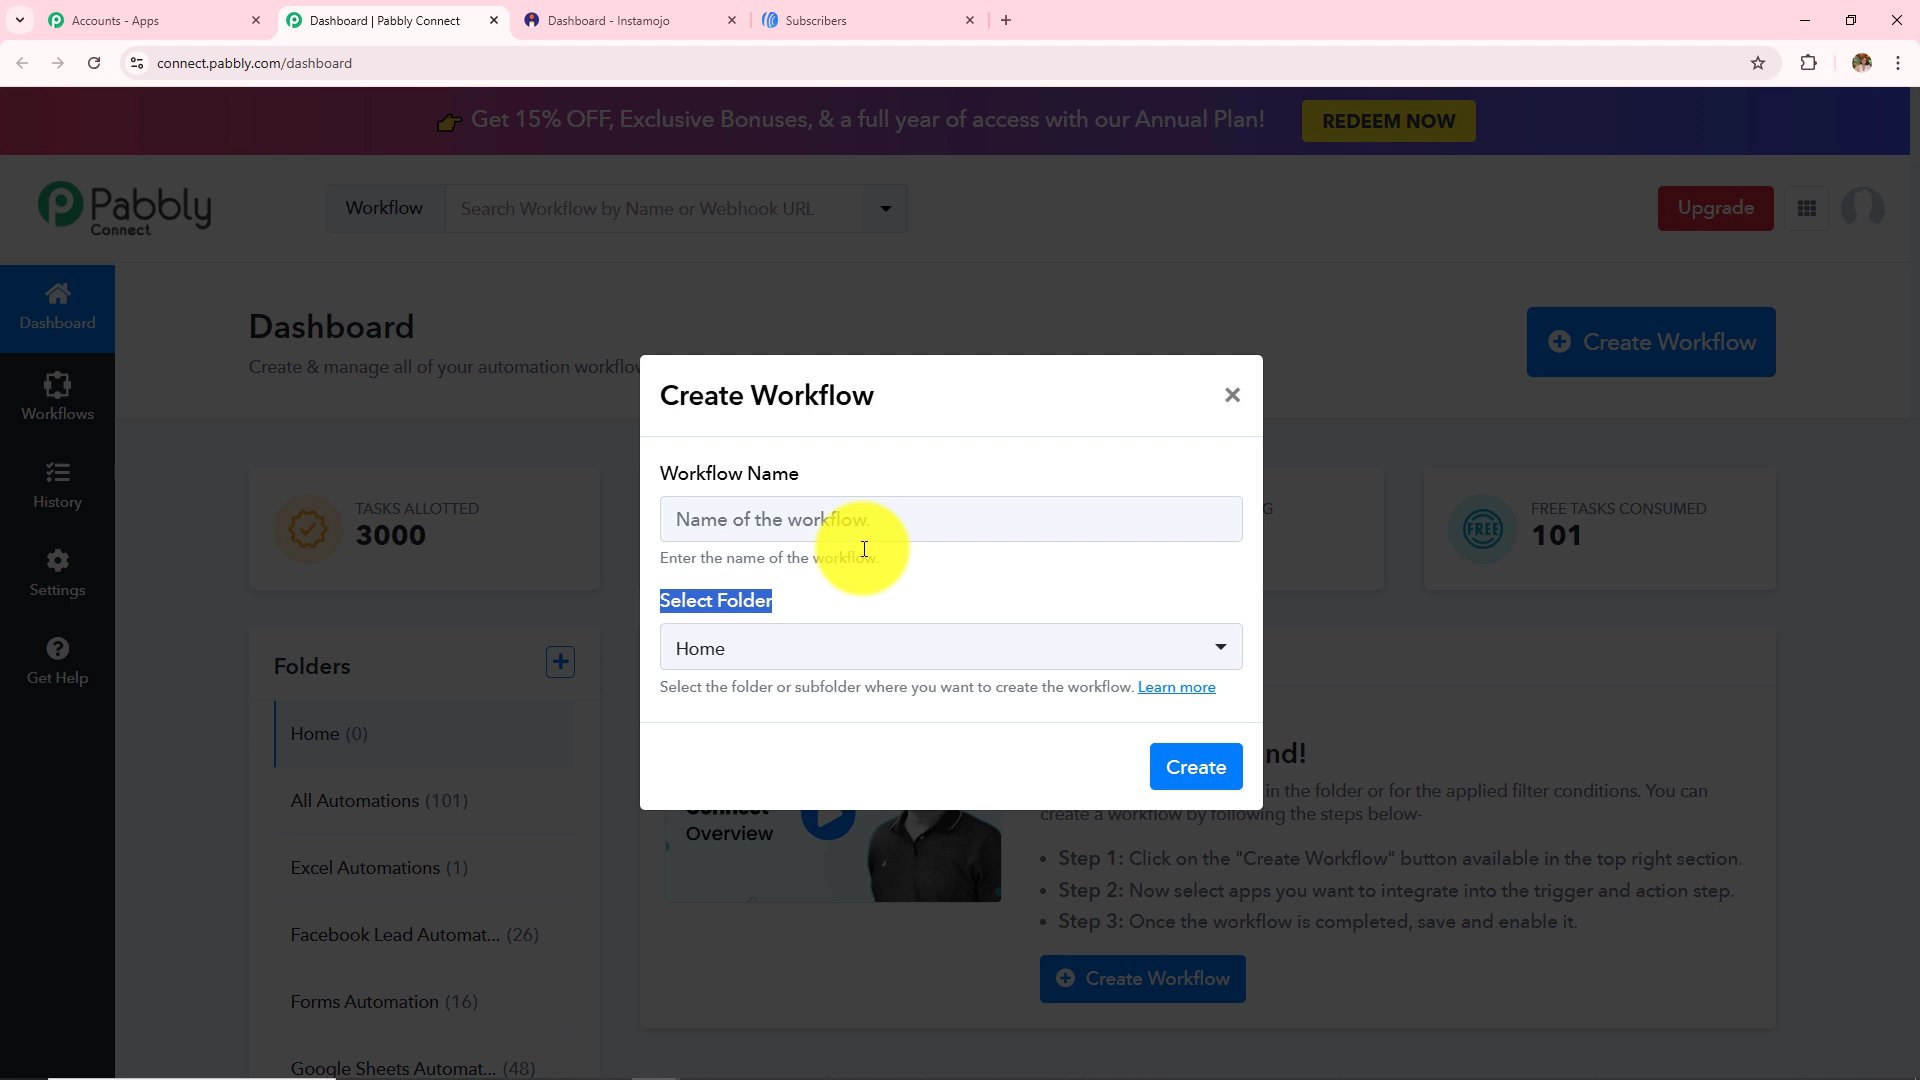 Accounts - Apps
Dashboard | Pabbly Connect
Dashboard - Instamojo
Subscribers
connect.pabbly.com/dashboard
👉 Get 15% OFF, Exclusive Bonuses, & a full year of access with our Annual Plan!
REDEEM NOW
Pabbly
Connect
Workflow
Search Workflow by Name or Webhook URL
Upgrade
Dashboard
Workflows
History
Settings
Get Help
Dashboard
Create & manage all of your automation workflow
Create Workflow
TASKS ALLOTTED
3000
G
FREE
FREE TASKS CONSUMED
101
Create Workflow
Workflow Name
Name of the workflow.
Enter the name of the workflow.
Select Folder
Home
Select the folder or subfolder where you want to create the workflow. Learn more
Create
Folders
Home (0)
All Automations (101)
Excel Automations (1)
Facebook Lead Automat... (26)
Forms Automation (16)
Google Sheets Automat... (48)
Connect
Overview
nd!
in the folder or for the applied filter conditions. You can
create a workflow by following the steps below-
• Step 1: Click on the "Create Workflow" button available in the top right section.
• Step 2: Now select apps you want to integrate into the trigger and action step.
• Step 3: Once the workflow is completed, save and enable it.
Create Workflow